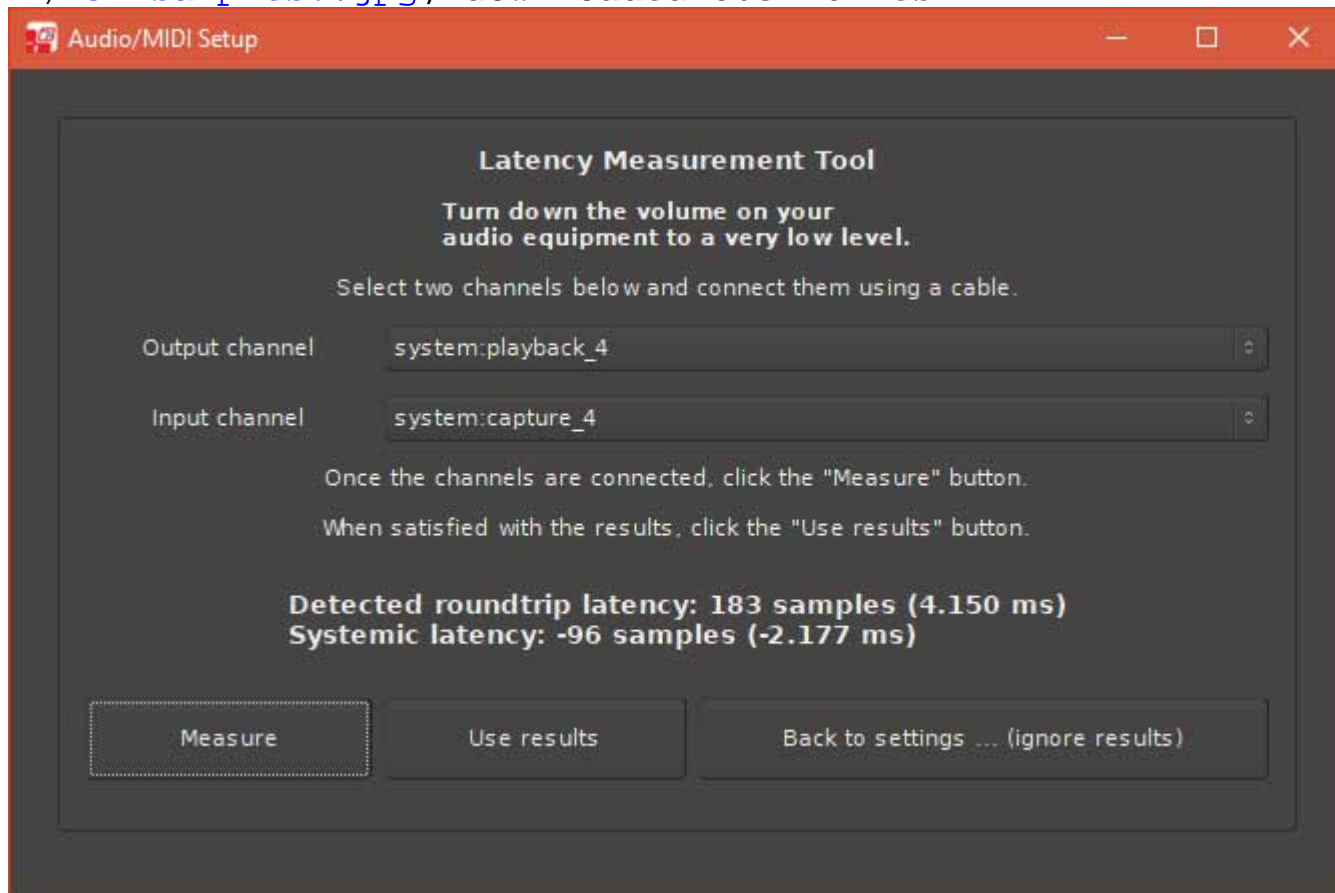 Audio/MIDI Setup
Latency Measurement Tool
Turn down the volume on your
audio equipment to a very low level.
Select two channels below and connect them using a cable.
Output channel system:playback_4
Input channel system:capture_4
Once the channels are connected, click the "Measure" button.
When satisfied with the results, click the "Use results" button.
Detected roundtrip latency: 183 samples (4.150 ms)
Systemic latency: -96 samples (-2.177 ms)
Measure Use results Back to settings ... (ignore results)